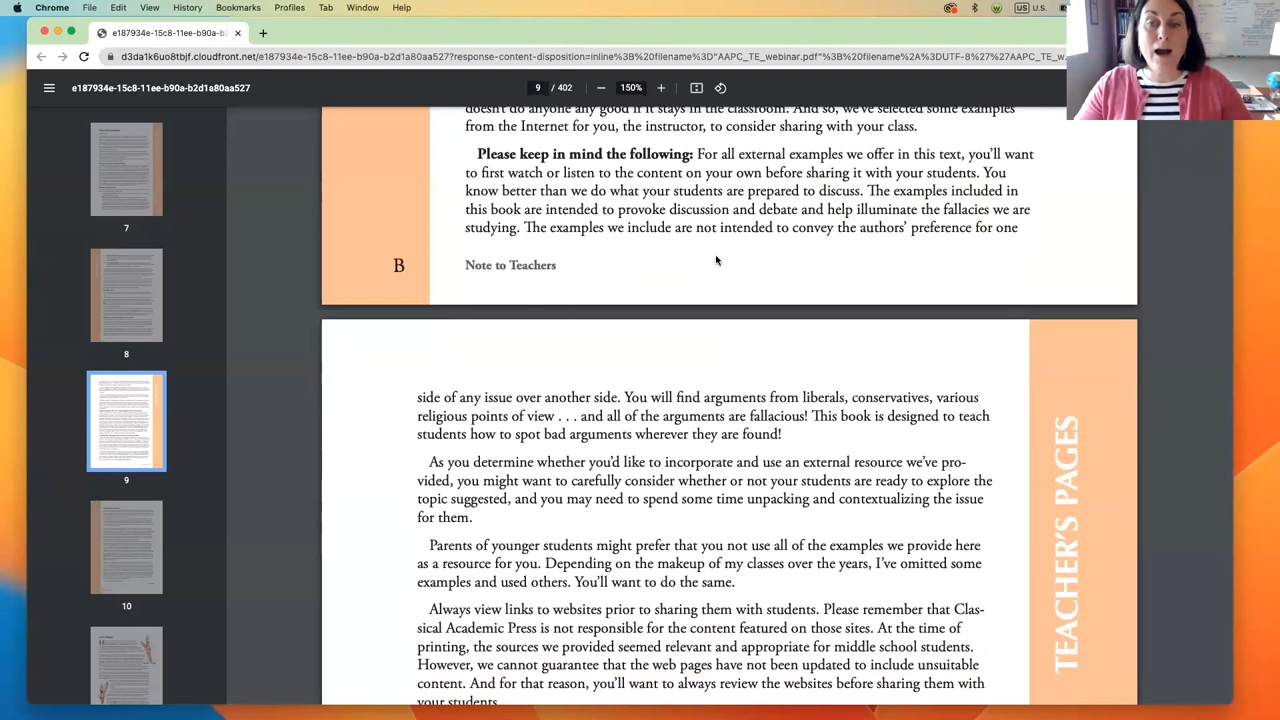 Chrome File Edit View History Bookmarks Profiles Tab Window Help
US U.S.
e187934e-15c8-11ee-b90a-b2d1
d3da1k6uo8tbjf.cloudfront.net/e187934e-15c8-11ee-b90a-b2d1a80aa527?response-content-disposition=inline%3B%20filename%3D"AAPC_TE_webinar.pdf"%3B%20filename%2A%3DUTF-8%27%27AAPC_TE_w
e187934e-15c8-11ee-b90a-b2d1a80aa527
9 / 402
150%
7
8
9
10
from the Internet for you, the instructor, to consider sharing with your class.
Please keep in mind the following: For all external examples we offer in this text, you'll want
to first watch or listen to the content on your own before sharing it with your students. You
know better than we do what your students are prepared to discuss. The examples included in
this book are intended to provoke discussion and debate and help illuminate the fallacies we are
studying. The examples we include are not intended to convey the authors' preference for one
B
Note to Teachers
side of any issue over another side. You will find arguments from liberals, conservatives, various
religious points of view . . . and all of the arguments are fallacious! This book is designed to teach
students how to spot bad arguments wherever they are found!
As you determine whether you'd like to incorporate and use an external resource we've pro-
vided, you might want to carefully consider whether or not your students are ready to explore the
topic suggested, and you may need to spend some time unpacking and contextualizing the issue
for them.
Parents of younger students might prefer that you not use all of the examples we provide here
as a resource for you. Depending on the makeup of my classes over the years, I've omitted some
examples and used others. You'll want to do the same.
Always view links to websites prior to sharing them with students. Please remember that Clas-
sical Academic Press is not responsible for the content featured on those sites. At the time of
printing, the sources we provided seemed relevant and appropriate for middle school students.
However, we cannot guarantee that the web pages have not been updated to include unsuitable
content. And for that reason, you'll want to always review the websites before sharing them with
your students.
TEACHER'S PAGES